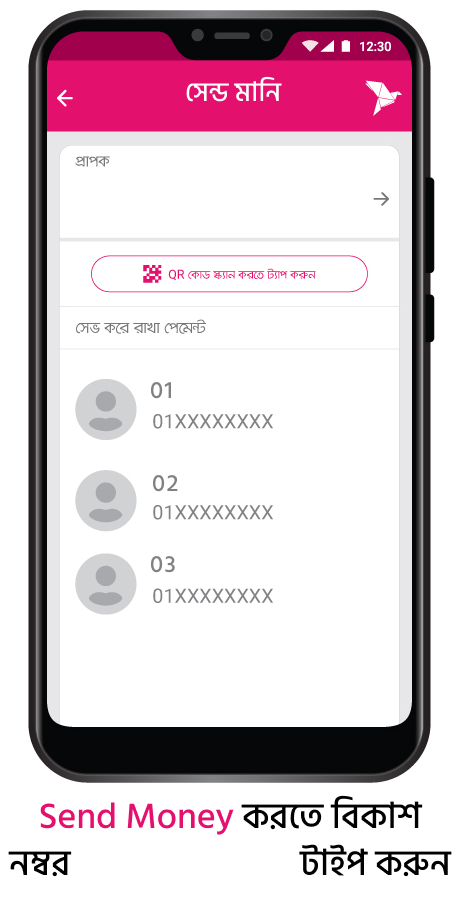 12:30
সেন্ড মানি
প্রাপক
QR কোড স্ক্যান করতে ট্যাপ করুন
সেভ করে রাখা পেমেন্ট
01
01XXXXXXXX
02
01XXXXXXXX
03
01XXXXXXXX
Send Money করতে বিকাশ
নম্বর টাইপ করুন